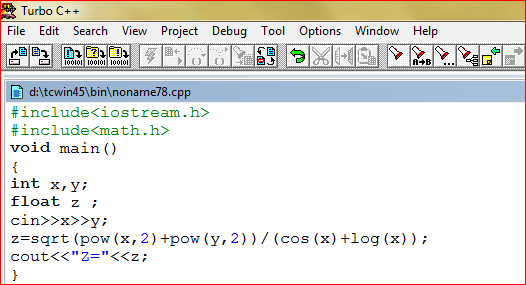 Turbo C++
File Edit Search View Project Debug Tool Options Window Help
d:\tcwin45\bin\noname78.cpp
#include<iostream.h>
#include<math.h>
void main()
{
int x,y;
float z ;
cin>>x>>y;
z=sqrt(pow(x,2)+pow(y,2))/(cos(x)+log(x));
cout<<"Z="<<z;
}